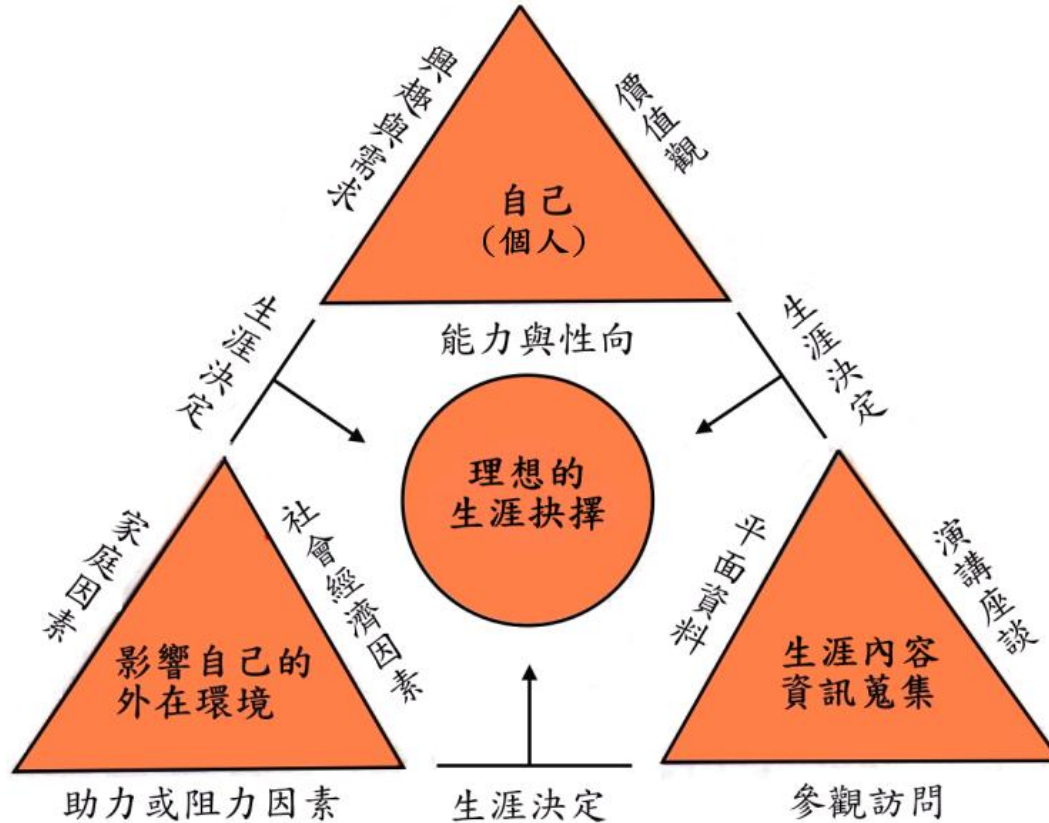 興趣與需求
價值觀
自己
(個人)
能力與性向
生涯決定
生涯決定
理想的
生涯抉擇
家庭因素
社會經濟因素
影響自己的
外在環境
助力或阻力因素
平面資料
演講座談
生涯內容
資訊蒐集
參觀訪問
生涯決定